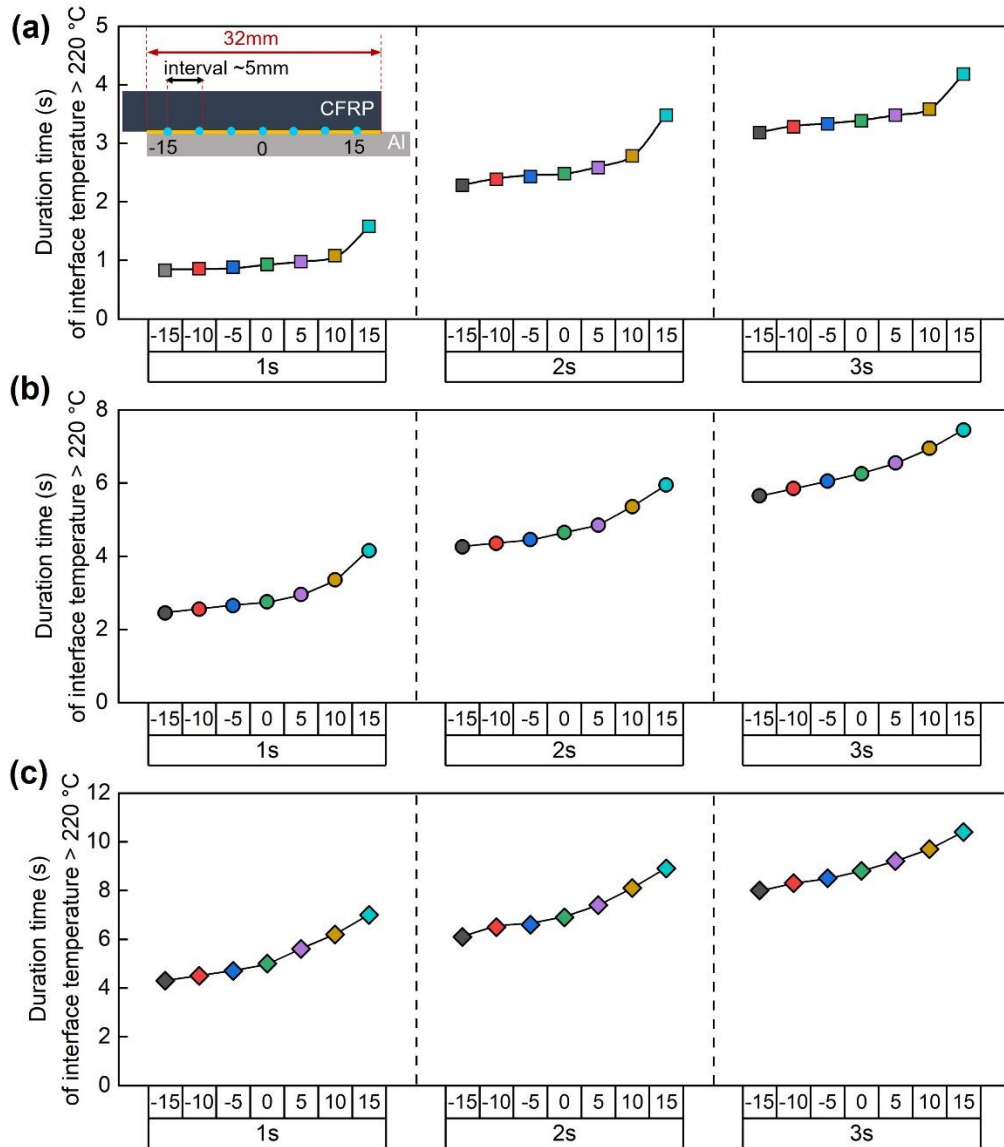 (a)
Duration time (s)
of interface temperature > 220 °C
5
4
3
2
1
0
32mm
interval ~5mm
CFRP
Al
-15 0 15
-15 -10 -5 0 5 10 15 -15 -10 -5 0 5 10 15 -15 -10 -5 0 5 10 15
1s 2s 3s
(b)
Duration time (s)
of interface temperature > 220 °C
8
6
4
2
0
-15 -10 -5 0 5 10 15 -15 -10 -5 0 5 10 15 -15 -10 -5 0 5 10 15
1s 2s 3s
(c)
Duration time (s)
of interface temperature > 220 °C
12
10
8
6
4
2
0
-15 -10 -5 0 5 10 15 -15 -10 -5 0 5 10 15 -15 -10 -5 0 5 10 15
1s 2s 3s